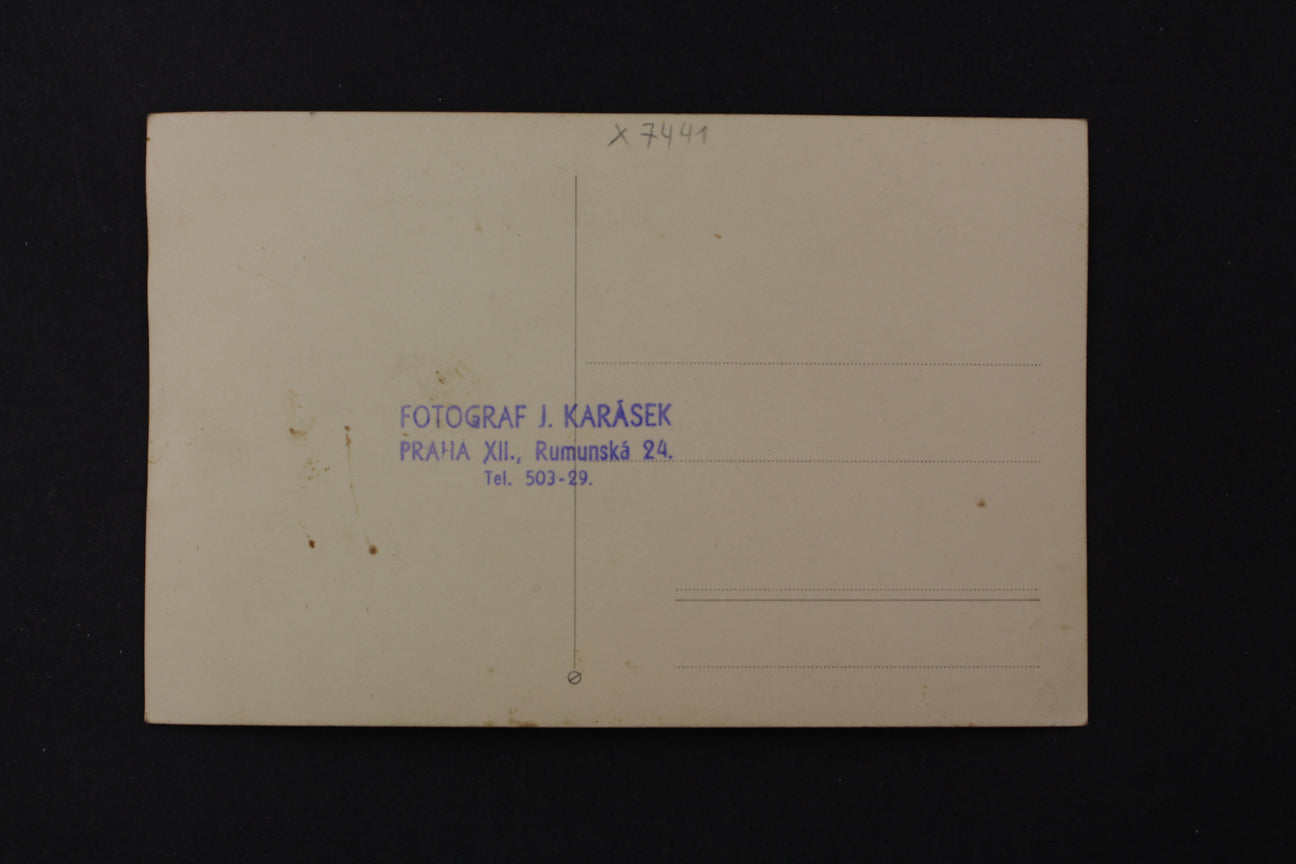 X 7441
FOTOGRAF J. KARÁSEK
PRAHA XII., Rumunská 24.
Tel. 503-29.